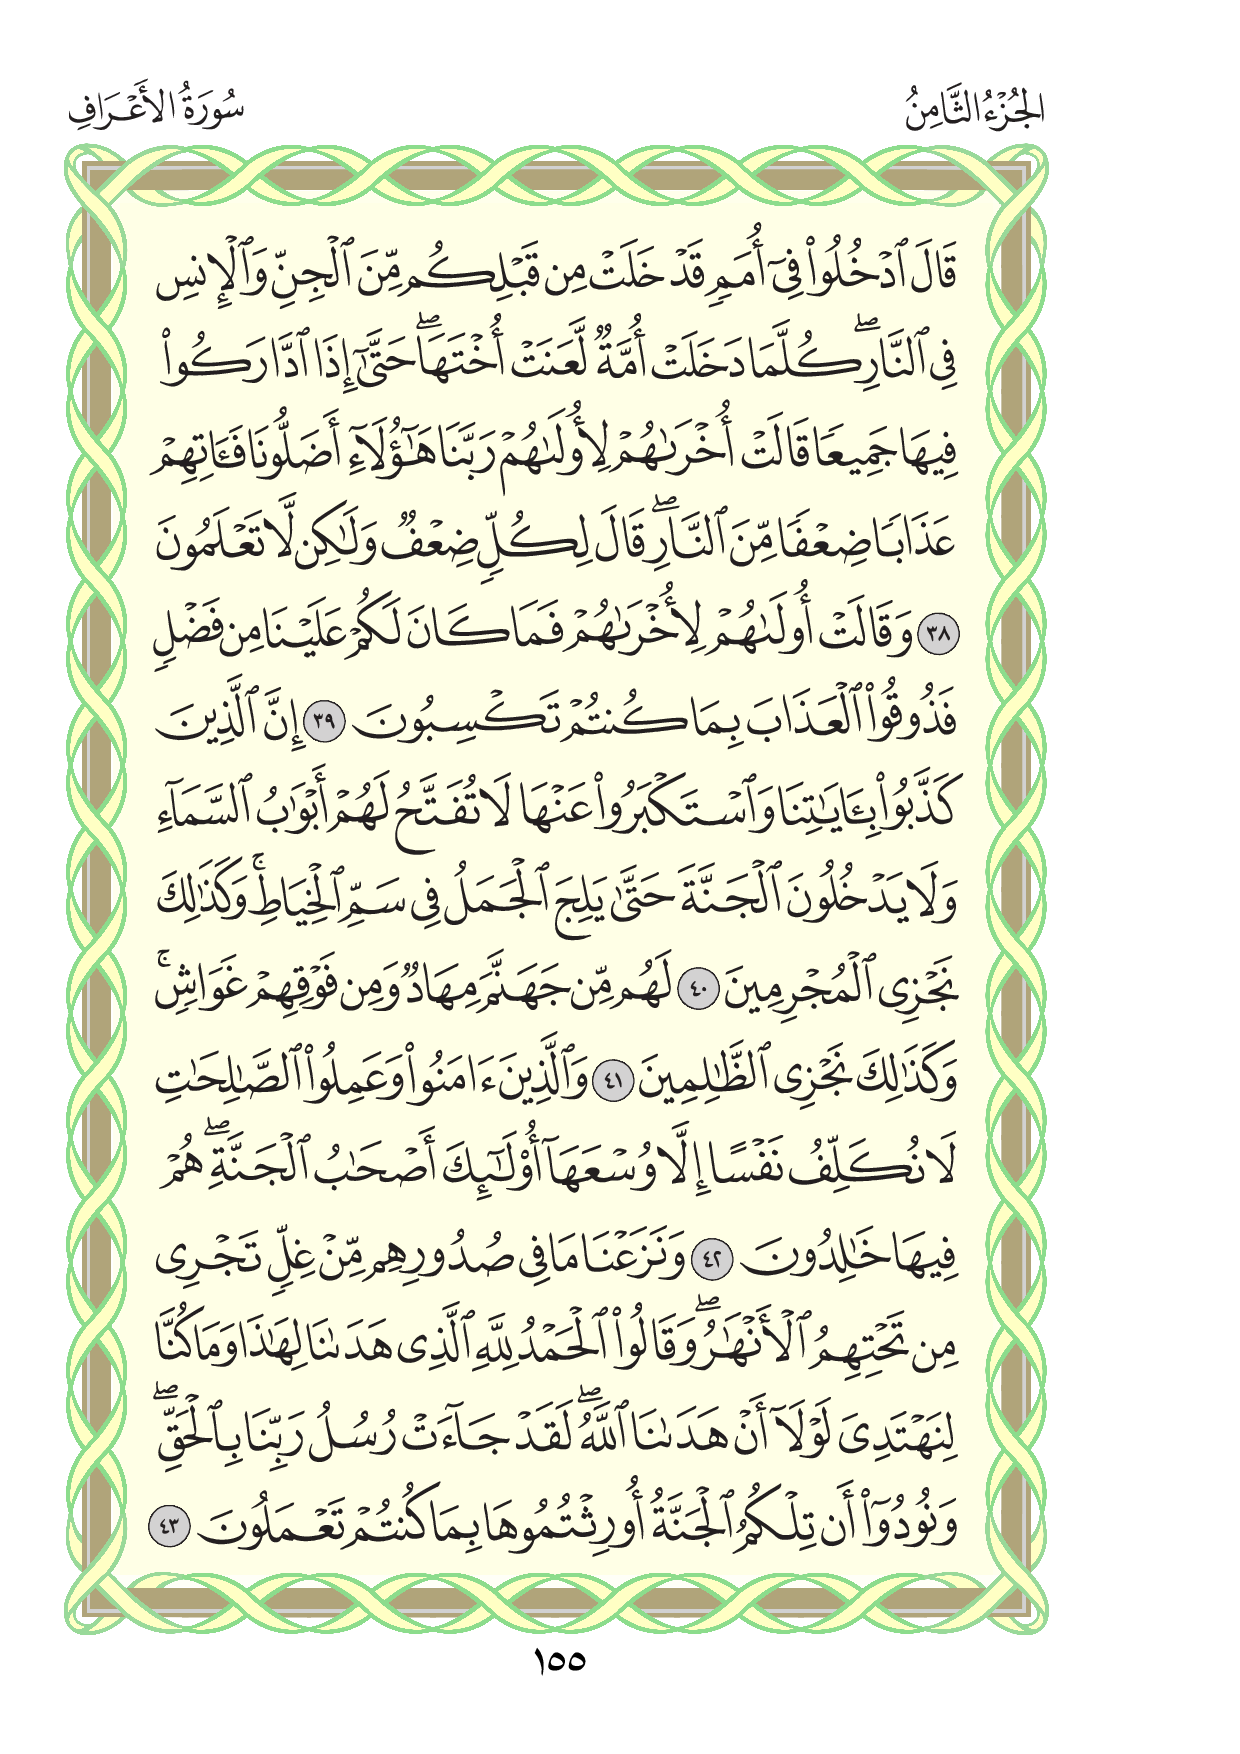 الجُزْءُ الثَّامِنُ
سُورَةُ الأَعْرَافِ
قَالَ ٱدْخُلُوا۟ فِىٓ أُمَمٍ قَدْ خَلَتْ مِن قَبْلِكُم مِّنَ ٱلْجِنِّ وَٱلْإِنسِ
فِى ٱلنَّارِ ۖ كُلَّمَا دَخَلَتْ أُمَّةٌ لَّعَنَتْ أُخْتَهَا ۖ حَتَّىٰٓ إِذَا ٱدَّارَكُوا۟
فِيهَا جَمِيعًا قَالَتْ أُخْرَىٰهُمْ لِأُولَىٰهُمْ رَبَّنَا هَٰٓؤُلَآءِ أَضَلُّونَا فَـَٔاتِهِمْ
عَذَابًا ضِعْفًا مِّنَ ٱلنَّارِ ۖ قَالَ لِكُلٍّ ضِعْفٌ وَلَٰكِن لَّا تَعْلَمُونَ
٣٨ وَقَالَتْ أُولَىٰهُمْ لِأُخْرَىٰهُمْ فَمَا كَانَ لَكُمْ عَلَيْنَا مِن فَضْلٍ
فَذُوقُوا۟ ٱلْعَذَابَ بِمَا كُنتُمْ تَكْسِبُونَ ٣٩ إِنَّ ٱلَّذِينَ
كَذَّبُوا۟ بِـَٔايَٰتِنَا وَٱسْتَكْبَرُوا۟ عَنْهَا لَا تُفَتَّحُ لَهُمْ أَبْوَٰبُ ٱلسَّمَآءِ
وَلَا يَدْخُلُونَ ٱلْجَنَّةَ حَتَّىٰ يَلِجَ ٱلْجَمَلُ فِى سَمِّ ٱلْخِيَاطِ ۚ وَكَذَٰلِكَ
نَجْزِى ٱلْمُجْرِمِينَ ٤٠ لَهُم مِّن جَهَنَّمَ مِهَادٌ وَمِن فَوْقِهِمْ غَوَاشٍ ۚ
وَكَذَٰلِكَ نَجْزِى ٱلظَّٰلِمِينَ ٤١ وَٱلَّذِينَ ءَامَنُوا۟ وَعَمِلُوا۟ ٱلصَّٰلِحَٰتِ
لَا نُكَلِّفُ نَفْسًا إِلَّا وُسْعَهَآ أُو۟لَٰٓئِكَ أَصْحَٰبُ ٱلْجَنَّةِ ۖ هُمْ
فِيهَا خَٰلِدُونَ ٤٢ وَنَزَعْنَا مَا فِى صُدُورِهِم مِّنْ غِلٍّ تَجْرِى
مِن تَحْتِهِمُ ٱلْأَنْهَٰرُ ۖ وَقَالُوا۟ ٱلْحَمْدُ لِلَّهِ ٱلَّذِى هَدَىٰنَا لِهَٰذَا وَمَا كُنَّا
لِنَهْتَدِىَ لَوْلَآ أَنْ هَدَىٰنَا ٱللَّهُ ۖ لَقَدْ جَآءَتْ رُسُلُ رَبِّنَا بِٱلْحَقِّ ۖ
وَنُودُوٓا۟ أَن تِلْكُمُ ٱلْجَنَّةُ أُورِثْتُمُوهَا بِمَا كُنتُمْ تَعْمَلُونَ ٤٣
١٥٥